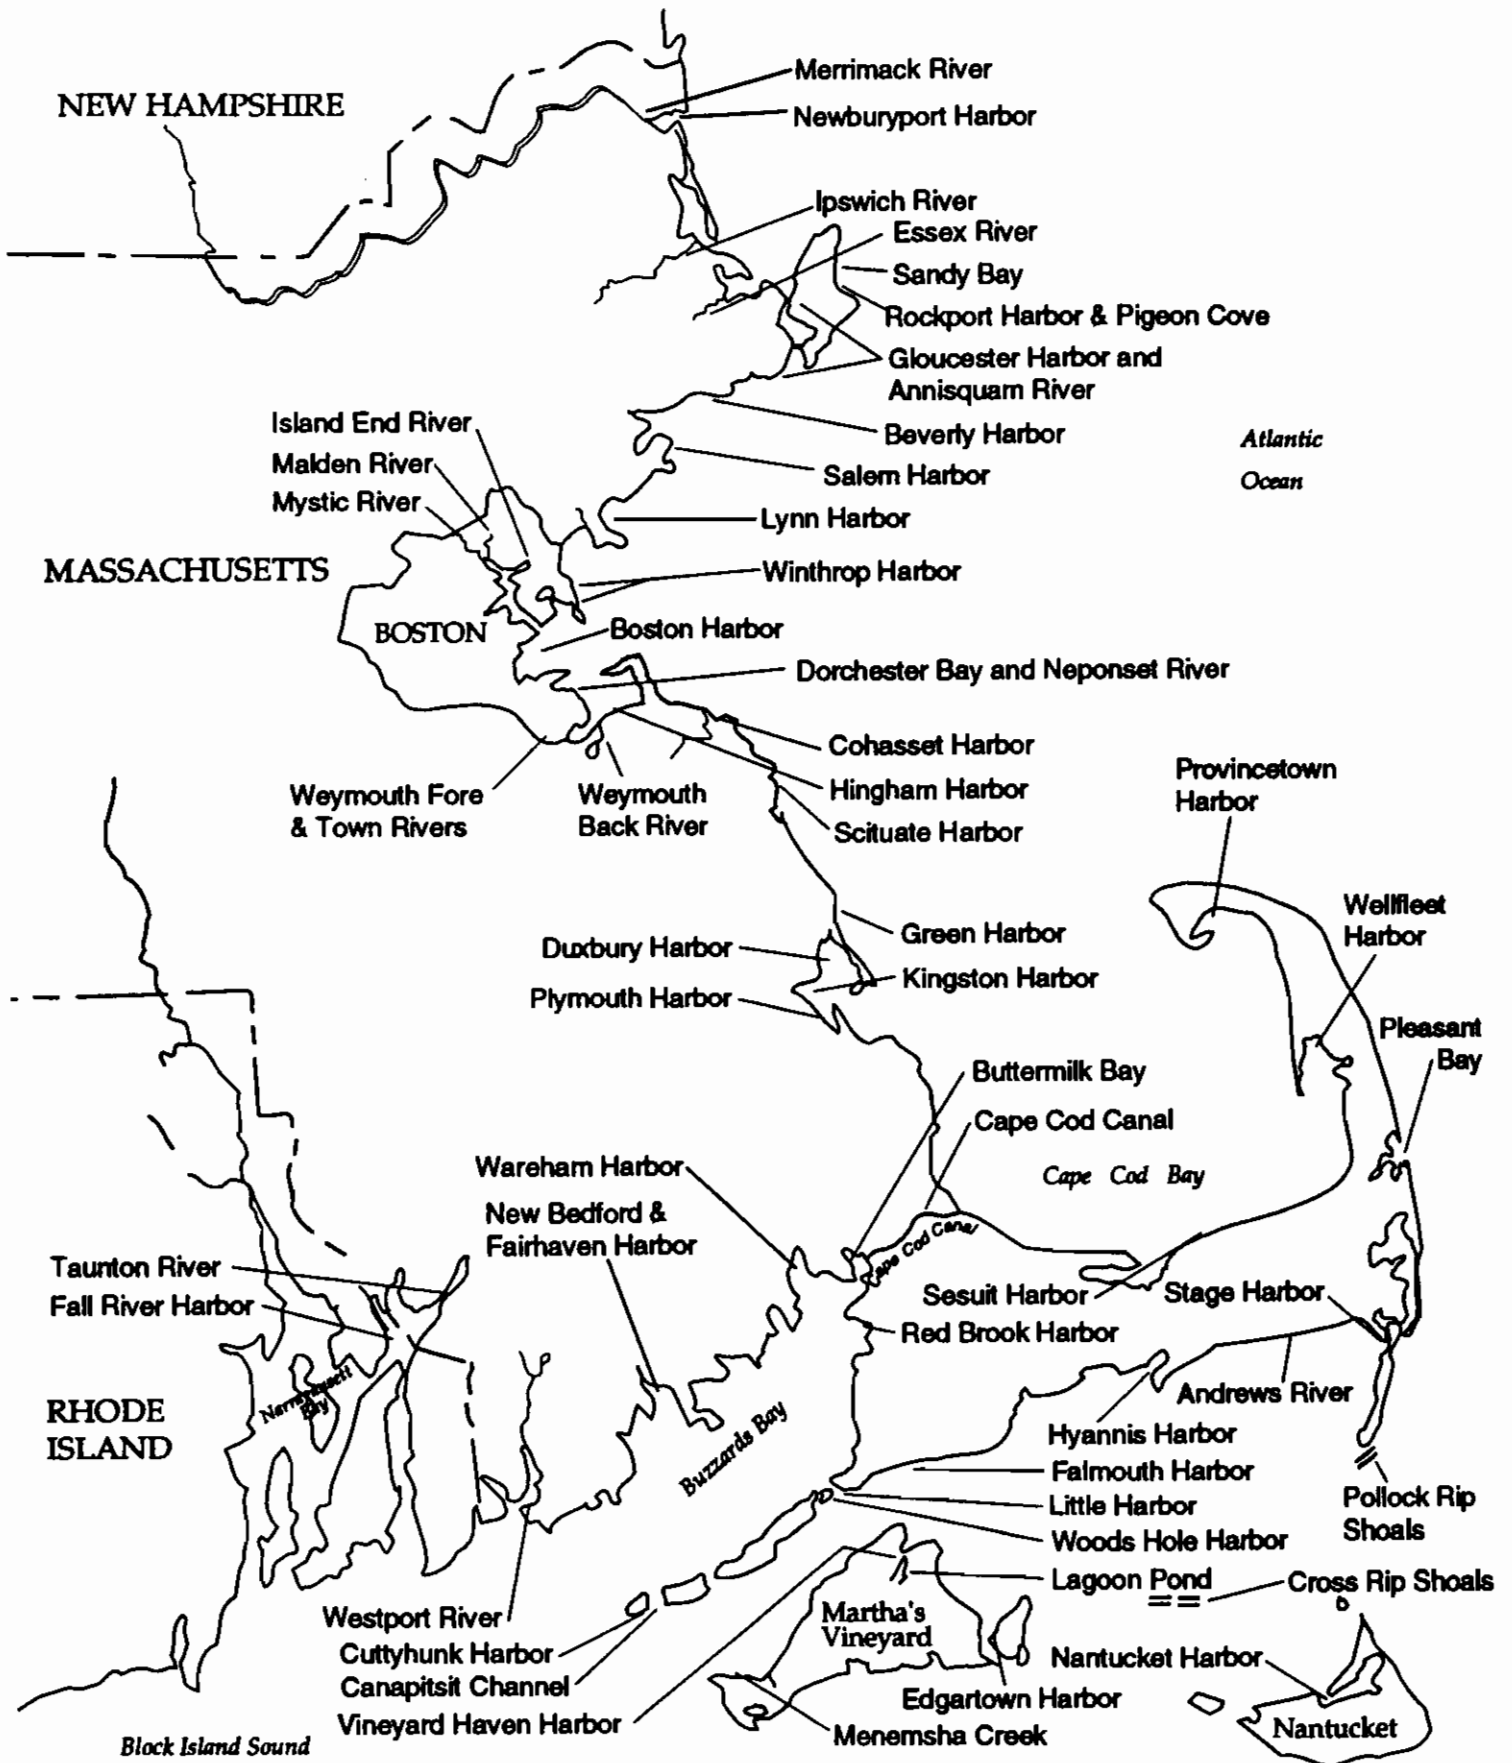 Merrimack River
NEW HAMPSHIRE
Newburyport Harbor
Ipswich River
Essex River
Sandy Bay
Rockport Harbor & Pigeon Cove
Gloucester Harbor and
Annisquam River
Island End River
Beverly Harbor
Atlantic
Ocean
Malden River
Salem Harbor
Mystic River
Lynn Harbor
MASSACHUSETTS
Winthrop Harbor
BOSTON
Boston Harbor
Dorchester Bay and Neponset River
Cohasset Harbor
Provincetown
Harbor
Weymouth Fore
& Town Rivers
Weymouth
Back River
Hingham Harbor
Scituate Harbor
Wellfleet
Harbor
Green Harbor
Duxbury Harbor
Kingston Harbor
Plymouth Harbor
Pleasant
Bay
Buttermilk Bay
Cape Cod Canal
Wareham Harbor
Cape Cod Bay
New Bedford &
Fairhaven Harbor
Cape Cod Canal
Taunton River
Fall River Harbor
Sesuit Harbor
Stage Harbor
Red Brook Harbor
Narragansett
Bay
Andrews River
RHODE
ISLAND
Buzzards Bay
Hyannis Harbor
Falmouth Harbor
Little Harbor
Pollock Rip
Shoals
Woods Hole Harbor
Lagoon Pond
Cross Rip Shoals
Westport River
Martha's
Vineyard
Cuttyhunk Harbor
Nantucket Harbor
Canapitsit Channel
Edgartown Harbor
Vineyard Haven Harbor
Menemsha Creek
Nantucket
Block Island Sound